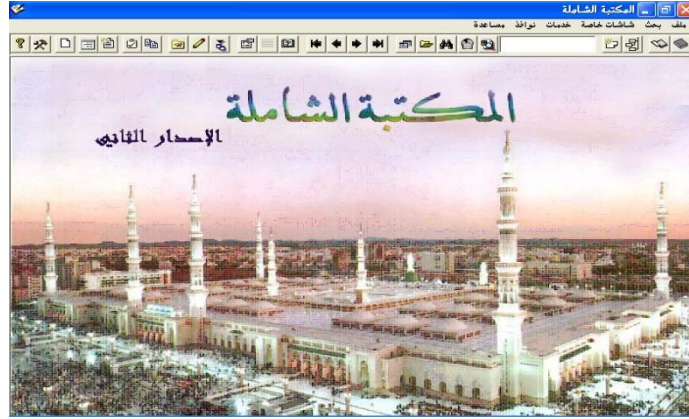 المكتبة الشاملة
ملف بحث شاشات خاصة خدمات نوافذ مساعدة
المكتبة الشاملة
الإصدار الثاني